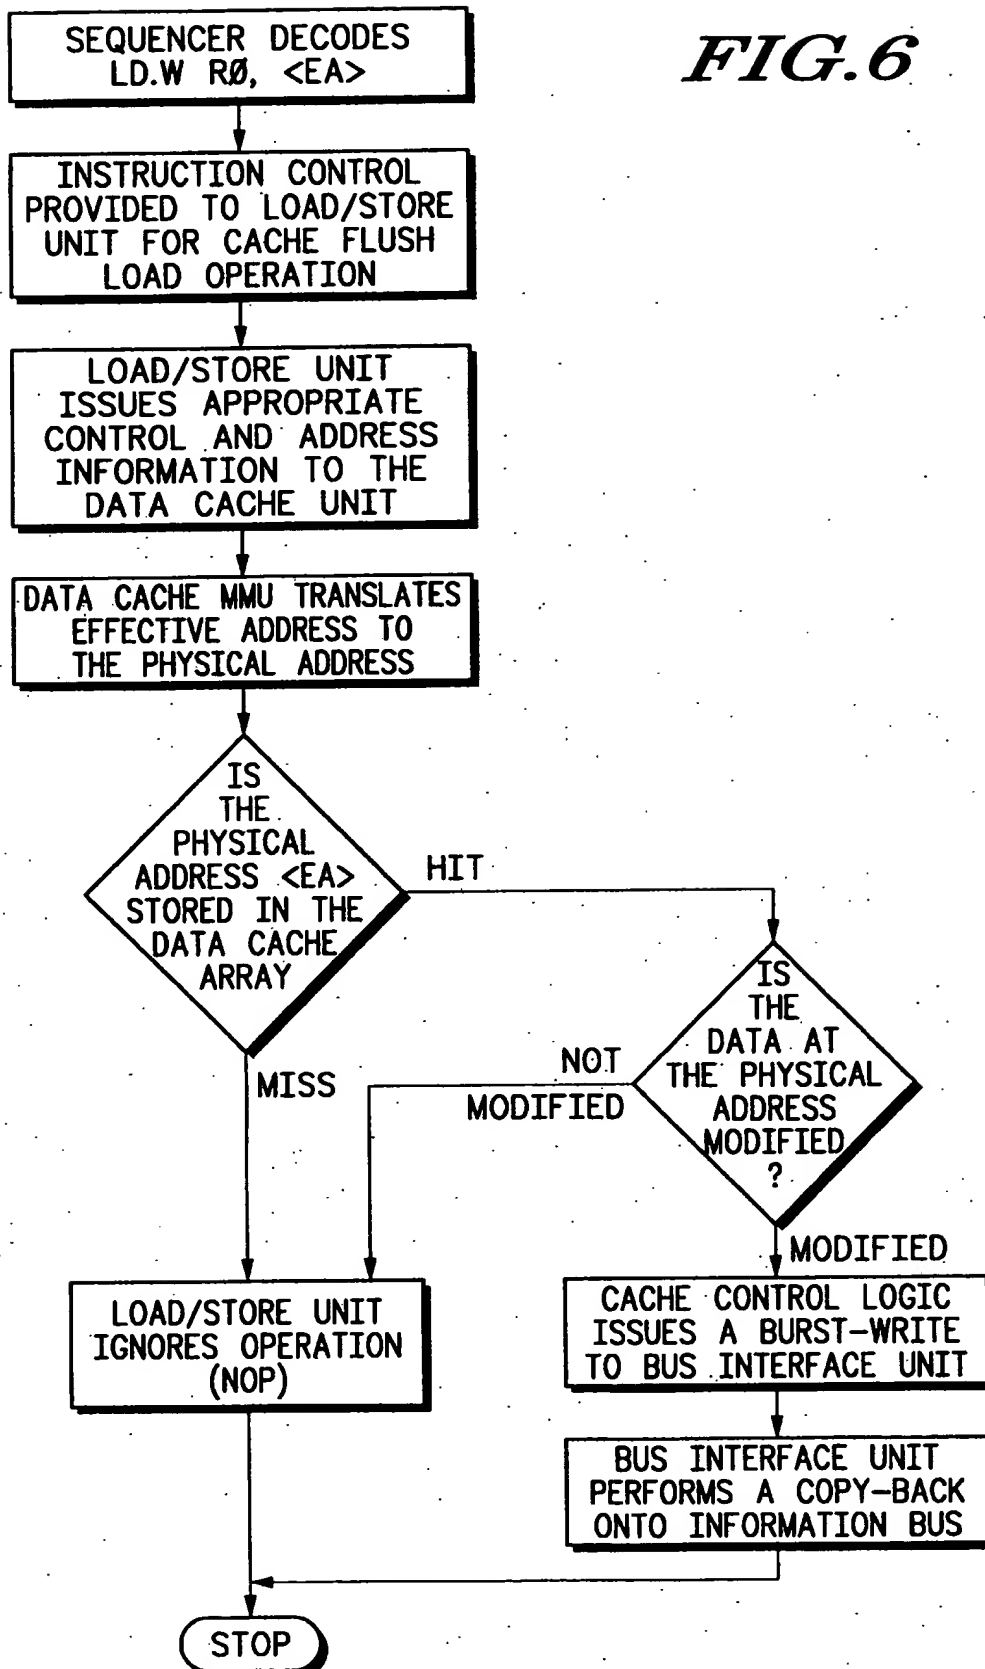 FIG.6
SEQUENCER DECODES
LD.W RØ, <EA>
INSTRUCTION CONTROL
PROVIDED TO LOAD/STORE
UNIT FOR CACHE FLUSH
LOAD OPERATION
LOAD/STORE UNIT
ISSUES APPROPRIATE
CONTROL AND ADDRESS
INFORMATION TO THE
DATA CACHE UNIT
DATA CACHE MMU TRANSLATES
EFFECTIVE ADDRESS TO
THE PHYSICAL ADDRESS
IS
THE
PHYSICAL
ADDRESS <EA>
STORED IN THE
DATA CACHE
ARRAY
HIT
MISS
IS
THE
DATA AT
THE PHYSICAL
ADDRESS
MODIFIED
?
NOT
MODIFIED
MODIFIED
LOAD/STORE UNIT
IGNORES OPERATION
(NOP)
CACHE CONTROL LOGIC
ISSUES A BURST-WRITE
TO BUS INTERFACE UNIT
BUS INTERFACE UNIT
PERFORMS A COPY-BACK
ONTO INFORMATION BUS
STOP